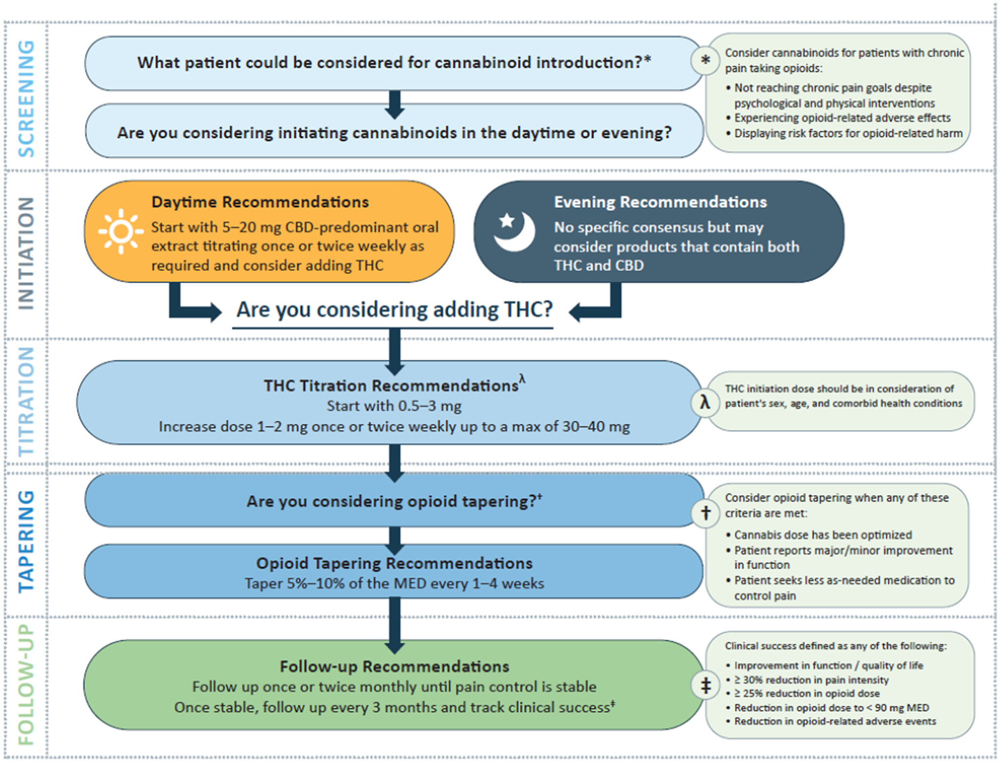 SCREENING
What patient could be considered for cannabinoid introduction?*
Are you considering initiating cannabinoids in the daytime or evening?
*
Consider cannabinoids for patients with chronic
pain taking opioids:
• Not reaching chronic pain goals despite
psychological and physical interventions
• Experiencing opioid-related adverse effects
• Displaying risk factors for opioid-related harm
INITIATION
Daytime Recommendations
Start with 5–20 mg CBD-predominant oral
extract titrating once or twice weekly as
required and consider adding THC
Evening Recommendations
No specific consensus but may
consider products that contain both
THC and CBD
Are you considering adding THC?
TITRATION
THC Titration Recommendationsλ
Start with 0.5–3 mg
Increase dose 1–2 mg once or twice weekly up to a max of 30–40 mg
λ
THC initiation dose should be in consideration of
patient's sex, age, and comorbid health conditions
TAPERING
Are you considering opioid tapering?†
Opioid Tapering Recommendations
Taper 5%–10% of the MED every 1–4 weeks
†
Consider opioid tapering when any of these
criteria are met:
• Cannabis dose has been optimized
• Patient reports major/minor improvement
in function
• Patient seeks less as-needed medication to
control pain
FOLLOW-UP
Follow-up Recommendations
Follow up once or twice monthly until pain control is stable
Once stable, follow up every 3 months and track clinical success‡
‡
Clinical success defined as any of the following:
• Improvement in function / quality of life
• ≥ 30% reduction in pain intensity
• ≥ 25% reduction in opioid dose
• Reduction in opioid dose to < 90 mg MED
• Reduction in opioid-related adverse events